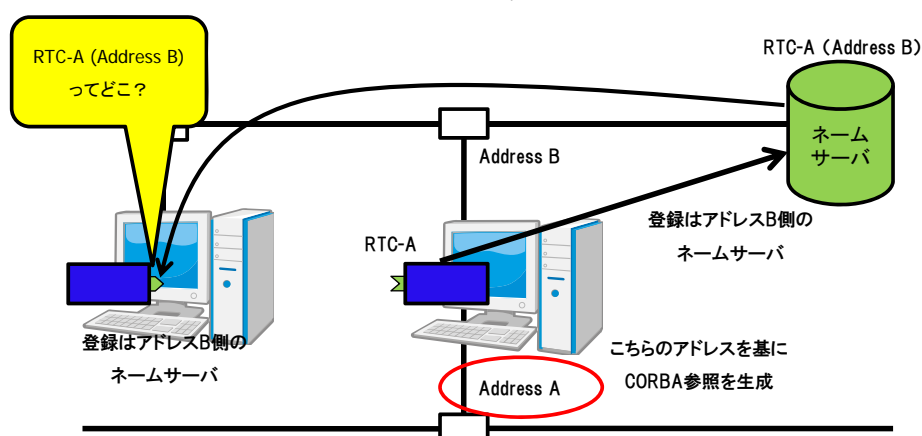 RTC-A (Address B)
ってどこ？
RTC-A (Address B)
ネーム
サーバ
Address B
登録はアドレスB側の
ネームサーバ
RTC-A
登録はアドレスB側の
ネームサーバ
こちらのアドレスを基に
CORBA参照を生成
Address A